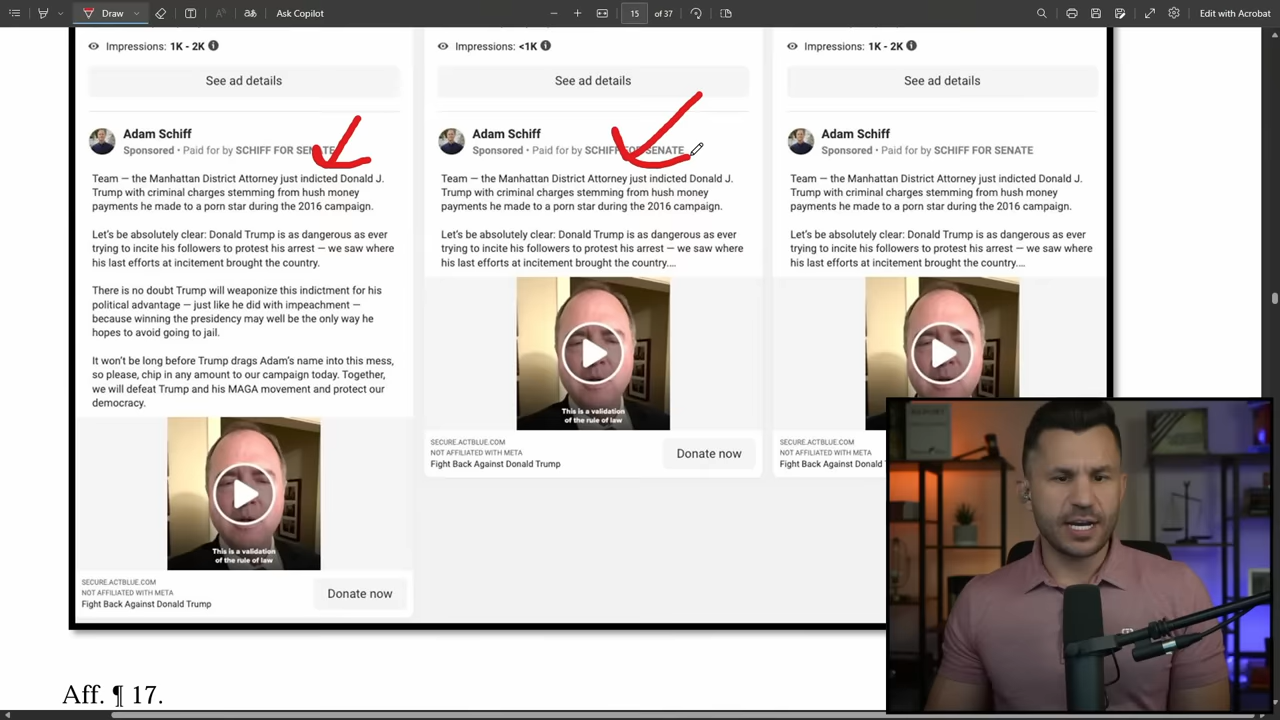 Draw
Ask Copilot
15 of 37
Edit with Acrobat
Impressions: 1K - 2K
See ad details
Adam Schiff
Sponsored • Paid for by SCHIFF FOR SENATE
Team — the Manhattan District Attorney just indicted Donald J.
Trump with criminal charges stemming from hush money
payments he made to a porn star during the 2016 campaign.
Let's be absolutely clear: Donald Trump is as dangerous as ever
trying to incite his followers to protest his arrest — we saw where
his last efforts at incitement brought the country.
There is no doubt Trump will weaponize this indictment for his
political advantage — just like he did with impeachment —
because winning the presidency may well be the only way he
hopes to avoid going to jail.
It won't be long before Trump drags Adam's name into this mess,
so please, chip in any amount to our campaign today. Together,
we will defeat Trump and his MAGA movement and protect our
democracy.
This is a validation
of the rule of law
SECURE.ACTBLUE.COM
NOT AFFILIATED WITH META
Fight Back Against Donald Trump
Donate now
Impressions: <1K
See ad details
Adam Schiff
Sponsored • Paid for by SCHIFF FOR SENATE
Team — the Manhattan District Attorney just indicted Donald J.
Trump with criminal charges stemming from hush money
payments he made to a porn star during the 2016 campaign.
Let's be absolutely clear: Donald Trump is as dangerous as ever
trying to incite his followers to protest his arrest — we saw where
his last efforts at incitement brought the country....
This is a validation
of the rule of law
SECURE.ACTBLUE.COM
NOT AFFILIATED WITH META
Fight Back Against Donald Trump
Donate now
Impressions: 1K - 2K
See ad details
Adam Schiff
Sponsored • Paid for by SCHIFF FOR SENATE
Team — the Manhattan District Attorney just indicted Donald J.
Trump with criminal charges stemming from hush money
payments he made to a porn star during the 2016 campaign.
Let's be absolutely clear: Donald Trump is as dangerous as ever
trying to incite his followers to protest his arrest — we saw where
his last efforts at incitement brought the country....
SECURE.ACTBLUE.COM
NOT AFFILIATED WITH META
Fight Back Against Donald T
Aff. ¶ 17.